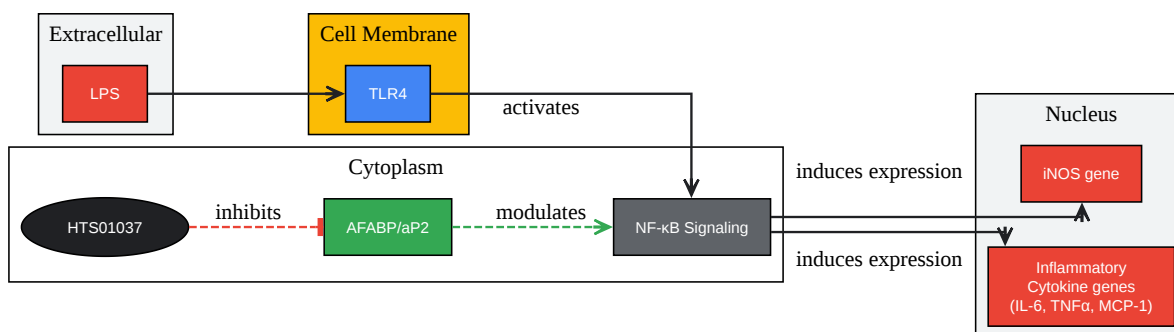 Extracellular
Cell Membrane
LPS
TLR4
activates
Nucleus
Cytoplasm
induces expression
iNOS gene
HTS01037
inhibits
AFABP/aP2
modulates
NF-κB Signaling
induces expression
Inflammatory
Cytokine genes
(IL-6, TNFα, MCP-1)